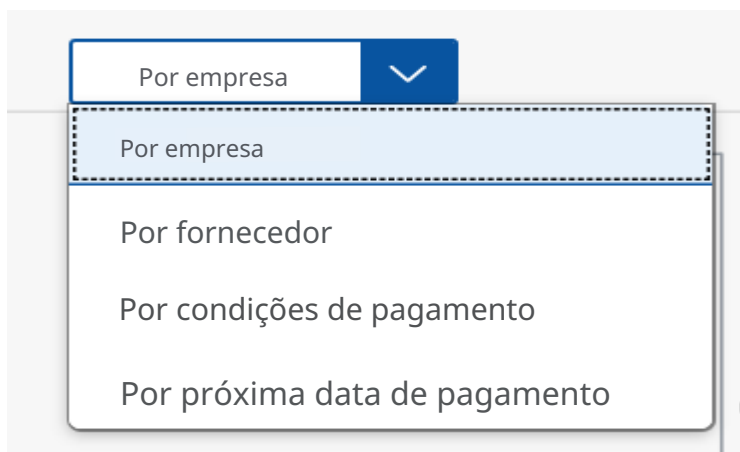 Por empresa
Por empresa
Por fornecedor
Por condições de pagamento
Por próxima data de pagamento